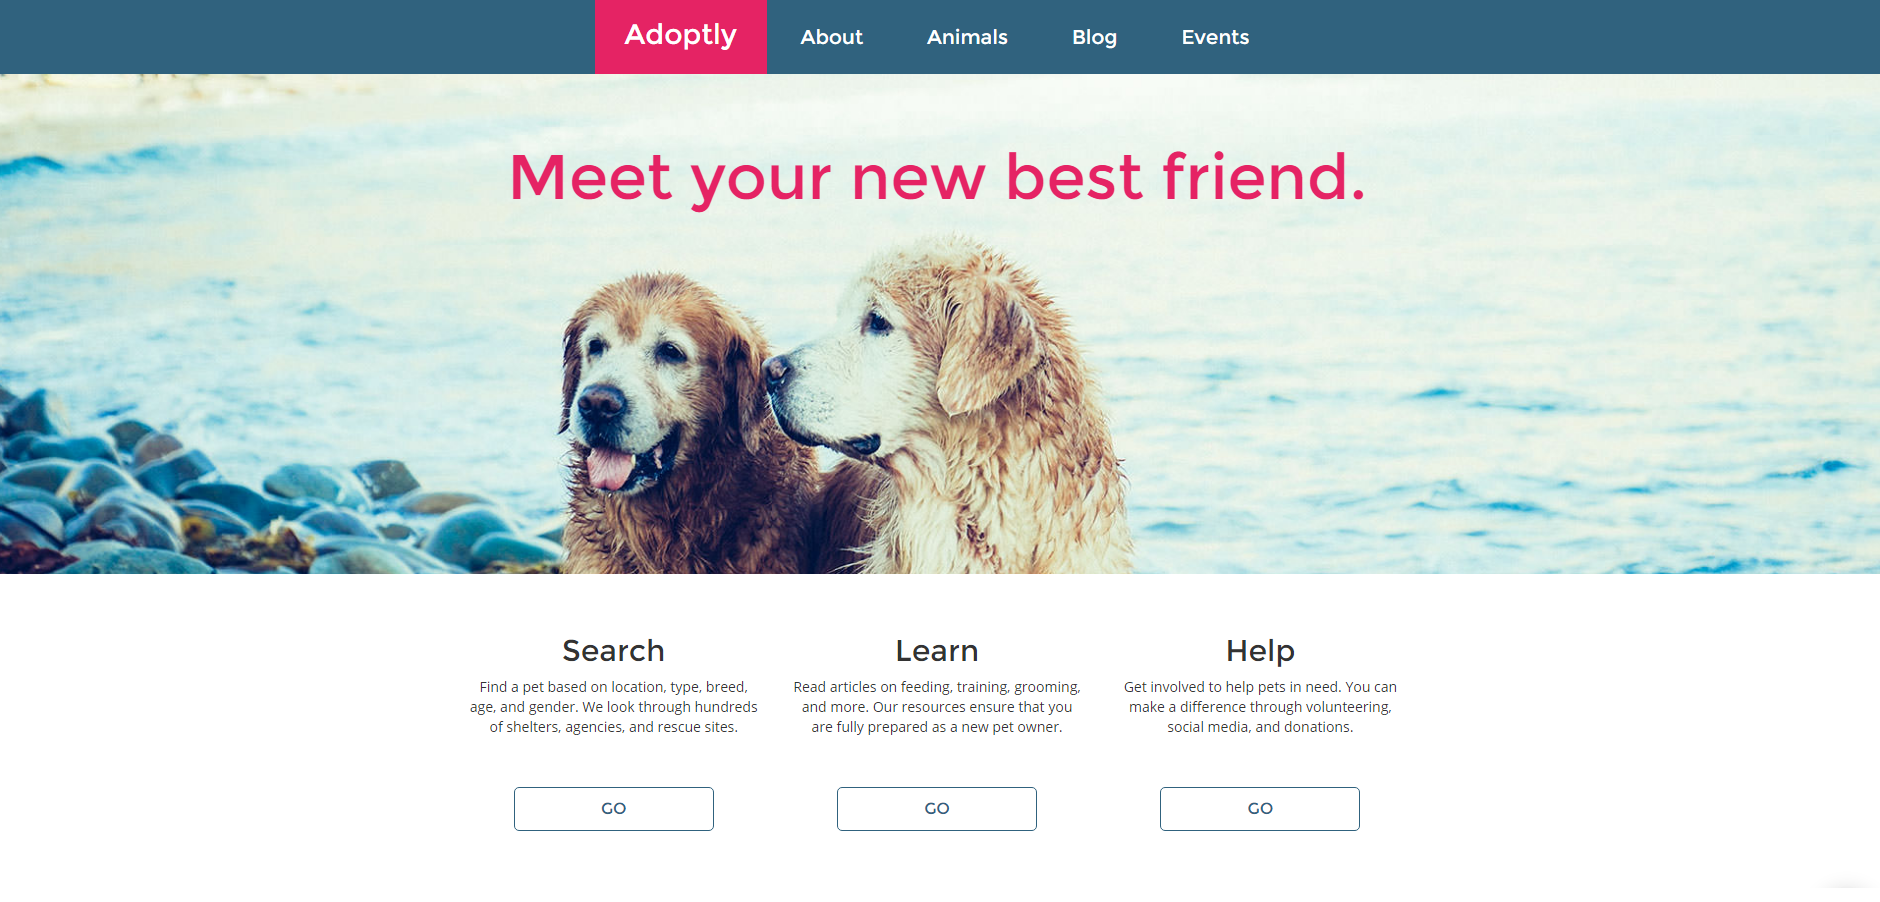 Adoptly About Animals Blog Events
Meet your new best friend.
Search
Find a pet based on location, type, breed,
age, and gender. We look through hundreds
of shelters, agencies, and rescue sites.
GO
Learn
Read articles on feeding, training, grooming,
and more. Our resources ensure that you
are fully prepared as a new pet owner.
GO
Help
Get involved to help pets in need. You can
make a difference through volunteering,
social media, and donations.
GO